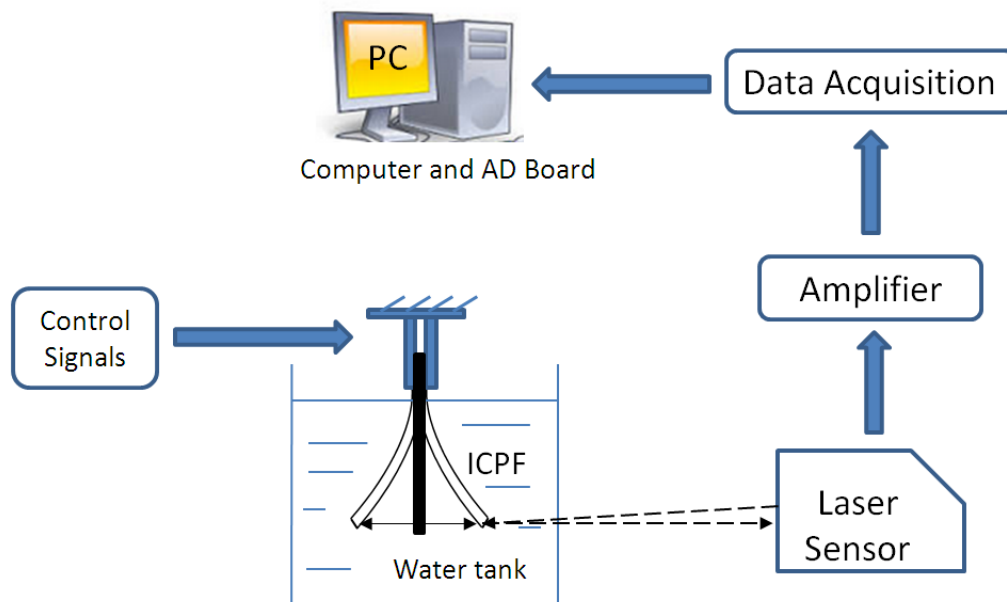 PC
Data Acquisition
Computer and AD Board
Amplifier
Control
Signals
ICPF
Laser
Sensor
Water tank